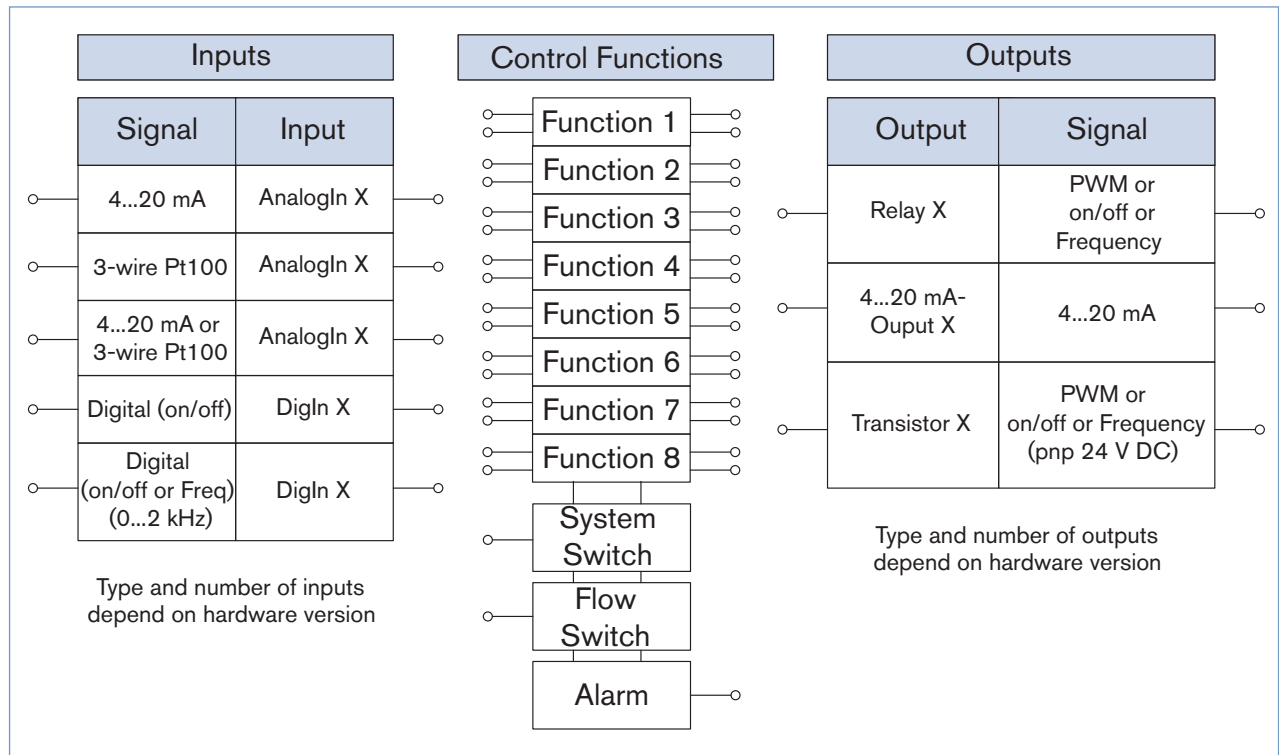 Inputs
Signal
Input
4...20 mA
AnalogIn X
3-wire Pt100
AnalogIn X
4...20 mA or
3-wire Pt100
AnalogIn X
Digital (on/off)
DigIn X
Digital
(on/off or Freq)
(0...2 kHz)
DigIn X
Type and number of inputs
depend on hardware version
Control Functions
Function 1
Function 2
Function 3
Function 4
Function 5
Function 6
Function 7
Function 8
System
Switch
Flow
Switch
Alarm
Outputs
Output
Signal
Relay X
PWM or
on/off or
Frequency
4...20 mA-
Ouput X
4...20 mA
Transistor X
PWM or
on/off or Frequency
(pnp 24 V DC)
Type and number of outputs
depend on hardware version